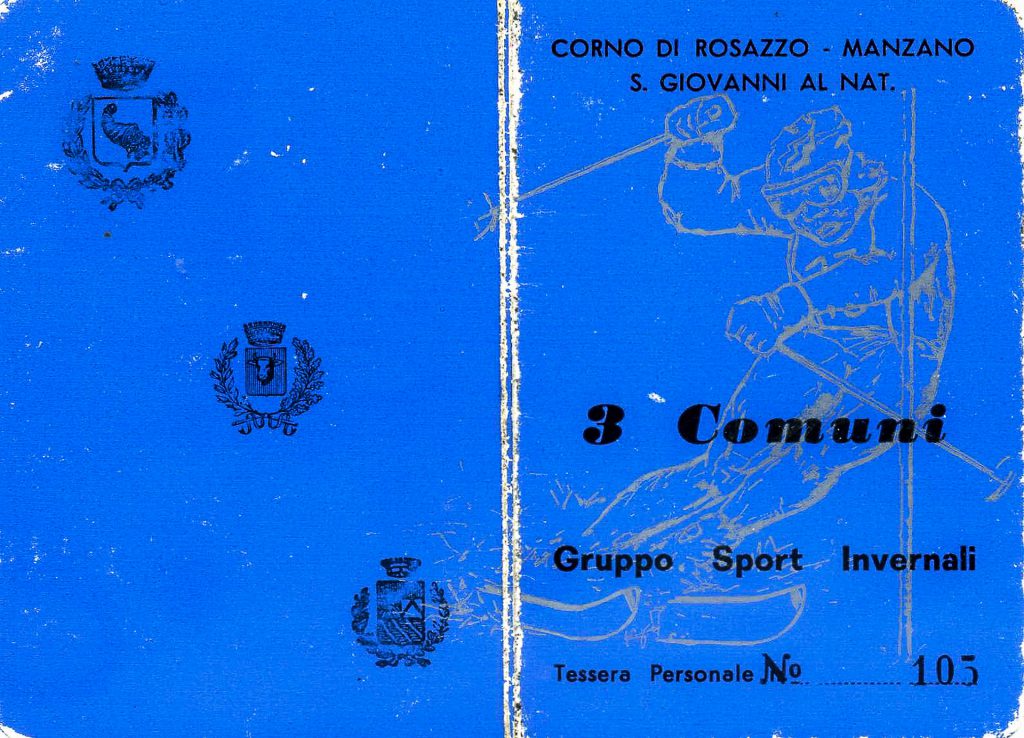 CORNO DI ROSAZZO - MANZANO
S. GIOVANNI AL NAT.
3 Comuni
Gruppo Sport Invernali
Tessera Personale No 105